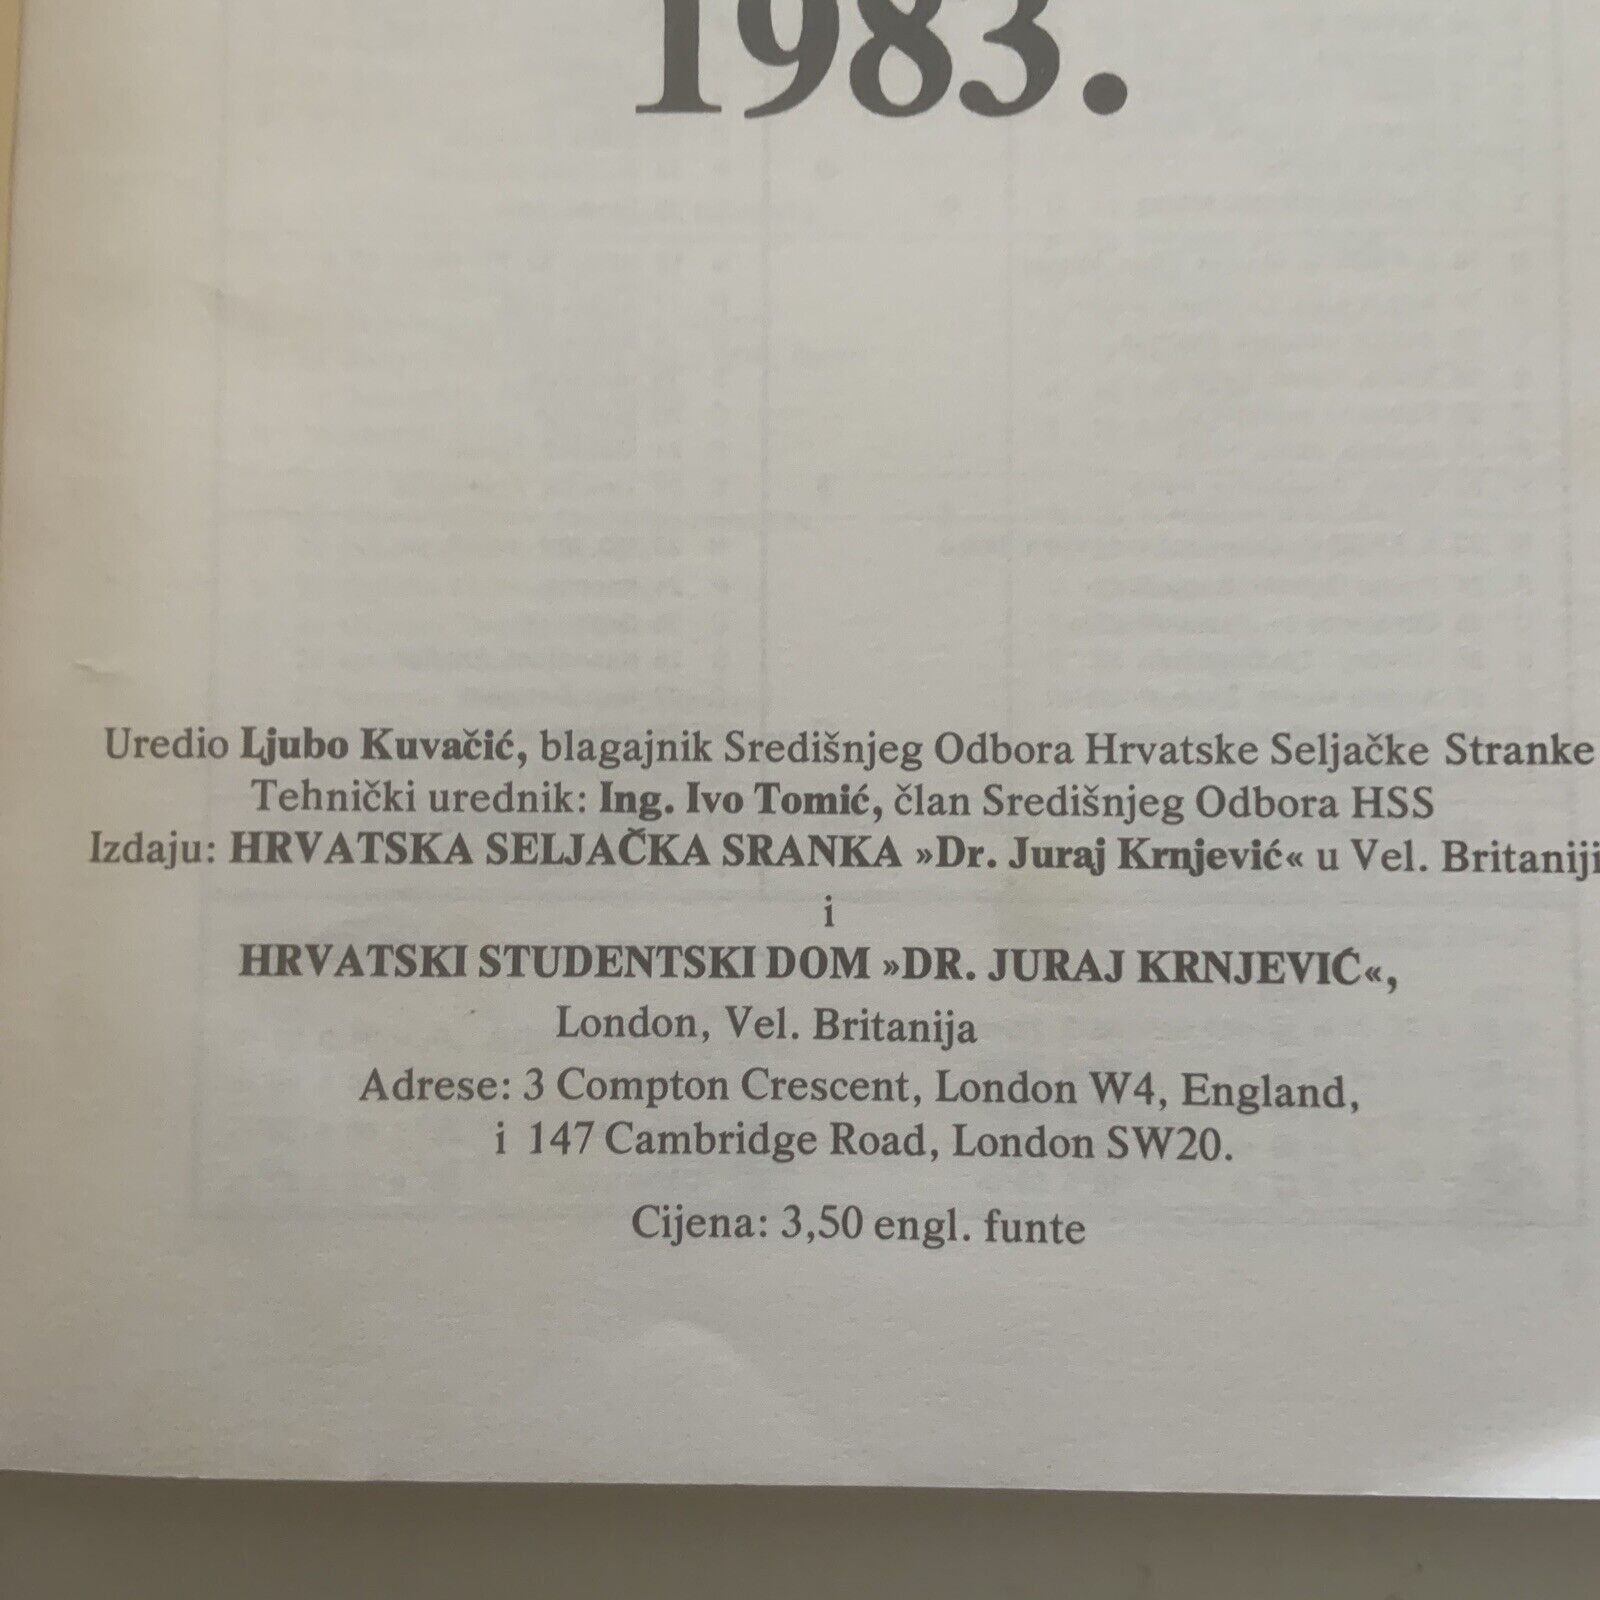 1983.
Uredio Ljubo Kuvačić, blagajnik Središnjeg Odbora Hrvatske Seljačke Stranke
Tehnički urednik: Ing. Ivo Tomić, član Središnjeg Odbora HSS
Izdaju: HRVATSKA SELJAČKA SRANKA »Dr. Juraj Krnjević« u Vel. Britaniji
i
HRVATSKI STUDENTSKI DOM »DR. JURAJ KRNJEVIĆ«,
London, Vel. Britanija
Adrese: 3 Compton Crescent, London W4, England,
i 147 Cambridge Road, London SW20.
Cijena: 3,50 engl. funte